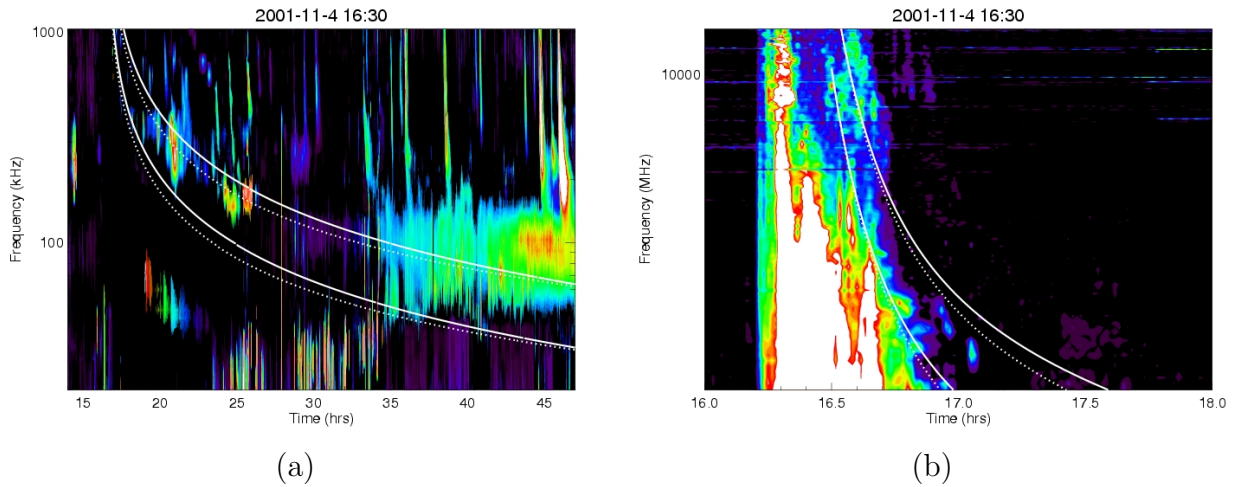 2001-11-4 16:30
1000
100
Frequency (kHz)
15 20 25 30 35 40 45
Time (hrs)
(a)
2001-11-4 16:30
10000
Frequency (MHz)
16.0 16.5 17.0 17.5 18.0
Time (hrs)
(b)